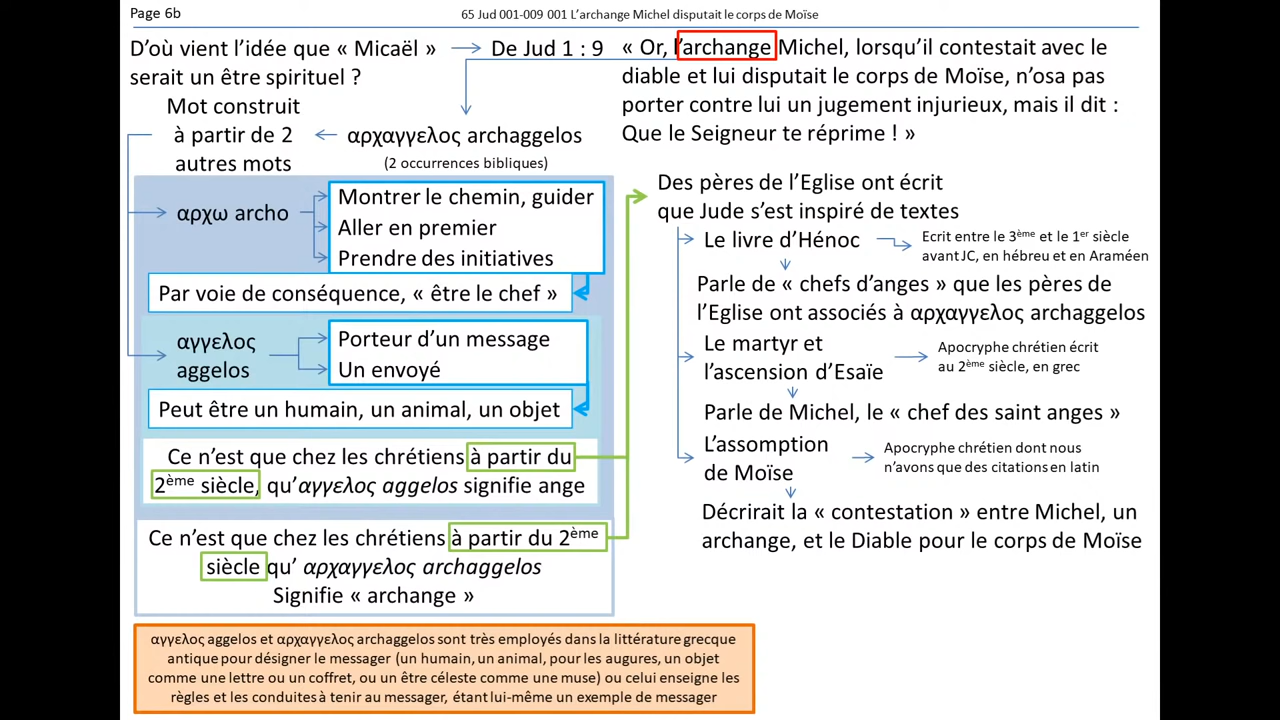 Page 6b
65 Jud 001-009 001 L’archange Michel disputait le corps de Moïse
D’où vient l’idée que « Micaël »
serait un être spirituel ?
De Jud 1 : 9
« Or, l’archange Michel, lorsqu’il contestait avec le
diable et lui disputait le corps de Moïse, n’osa pas
porter contre lui un jugement injurieux, mais il dit :
Que le Seigneur te réprime ! »
Mot construit
à partir de 2
autres mots
αρχαγγελος archaggelos
(2 occurrences bibliques)
αρχω archo
Montrer le chemin, guider
Aller en premier
Prendre des initiatives
Par voie de conséquence, « être le chef »
αγγελος
aggelos
Porteur d’un message
Un envoyé
Peut être un humain, un animal, un objet
Ce n’est que chez les chrétiens à partir du
2ème siècle, qu’αγγελος aggelos signifie ange
Ce n’est que chez les chrétiens à partir du 2ème
siècle qu’ αρχαγγελος archaggelos
Signifie « archange »
Des pères de l’Eglise ont écrit
que Jude s’est inspiré de textes
Le livre d’Hénoc
Ecrit entre le 3ème et le 1er siècle
avant JC, en hébreu et en Araméen
Parle de « chefs d’anges » que les pères de
l’Eglise ont associés à αρχαγγελος archaggelos
Le martyr et
l’ascension d’Esaïe
Apocryphe chrétien écrit
au 2ème siècle, en grec
Parle de Michel, le « chef des saint anges »
L’assomption
de Moïse
Apocryphe chrétien dont nous
n’avons que des citations en latin
Décrirait la « contestation » entre Michel, un
archange, et le Diable pour le corps de Moïse
αγγελος aggelos et αρχαγγελος archaggelos sont très employés dans la littérature grecque
antique pour désigner le messager (un humain, un animal, pour les augures, un objet
comme une lettre ou un coffret, ou un être céleste comme une muse) ou celui enseigne les
règles et les conduites à tenir au messager, étant lui-même un exemple de messager